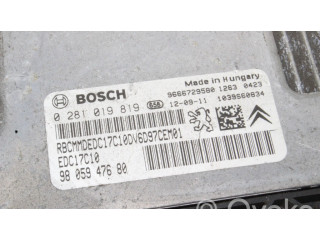 BOSCH
Made in Hungary
9666729580 1263 0423
0 281 019 819 656 12-09-11 1039S60834
RBCMMDEDC17C10DV6D97CEM01
EDC17C10
98 059 476 80